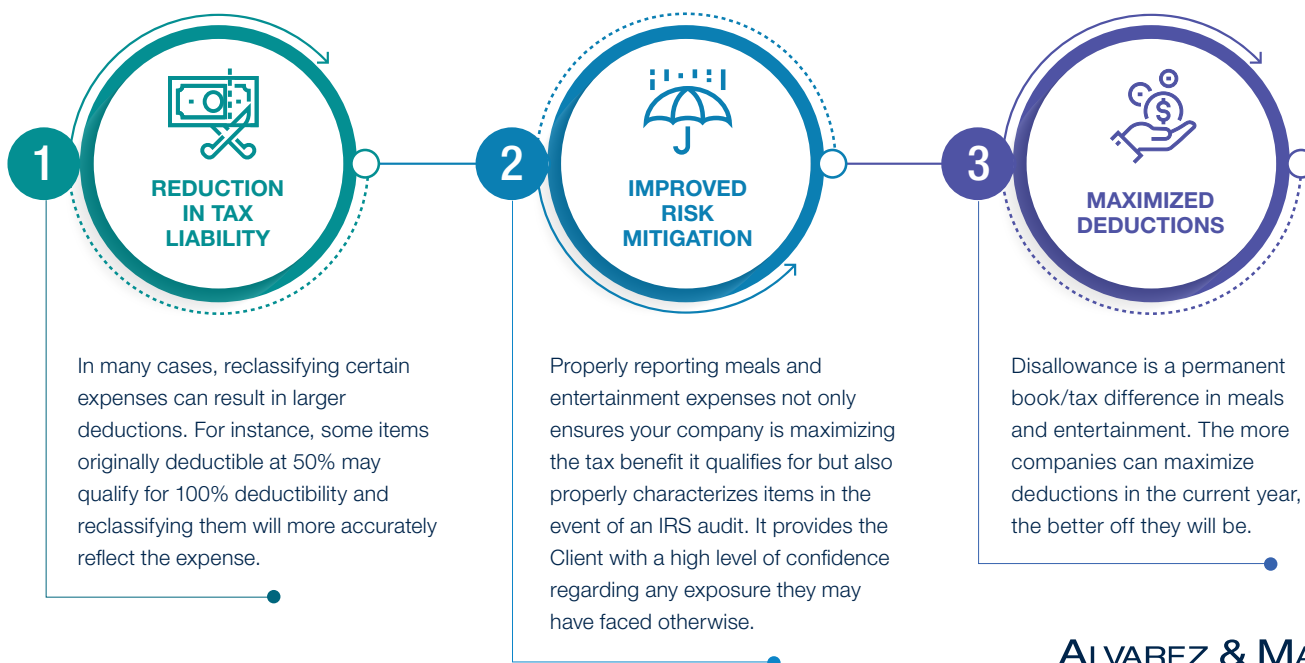 1
REDUCTION
IN TAX
LIABILITY
In many cases, reclassifying certain
expenses can result in larger
deductions. For instance, some items
originally deductible at 50% may
qualify for 100% deductibility and
reclassifying them will more accurately
reflect the expense.
2
IMPROVED
RISK
MITIGATION
Properly reporting meals and
entertainment expenses not only
ensures your company is maximizing
the tax benefit it qualifies for but also
properly characterizes items in the
event of an IRS audit. It provides the
Client with a high level of confidence
regarding any exposure they may
have faced otherwise.
3
$
MAXIMIZED
DEDUCTIONS
Disallowance is a permanent
book/tax difference in meals
and entertainment. The more
companies can maximize
deductions in the current year,
the better off they will be.
ALVAREZ & MA